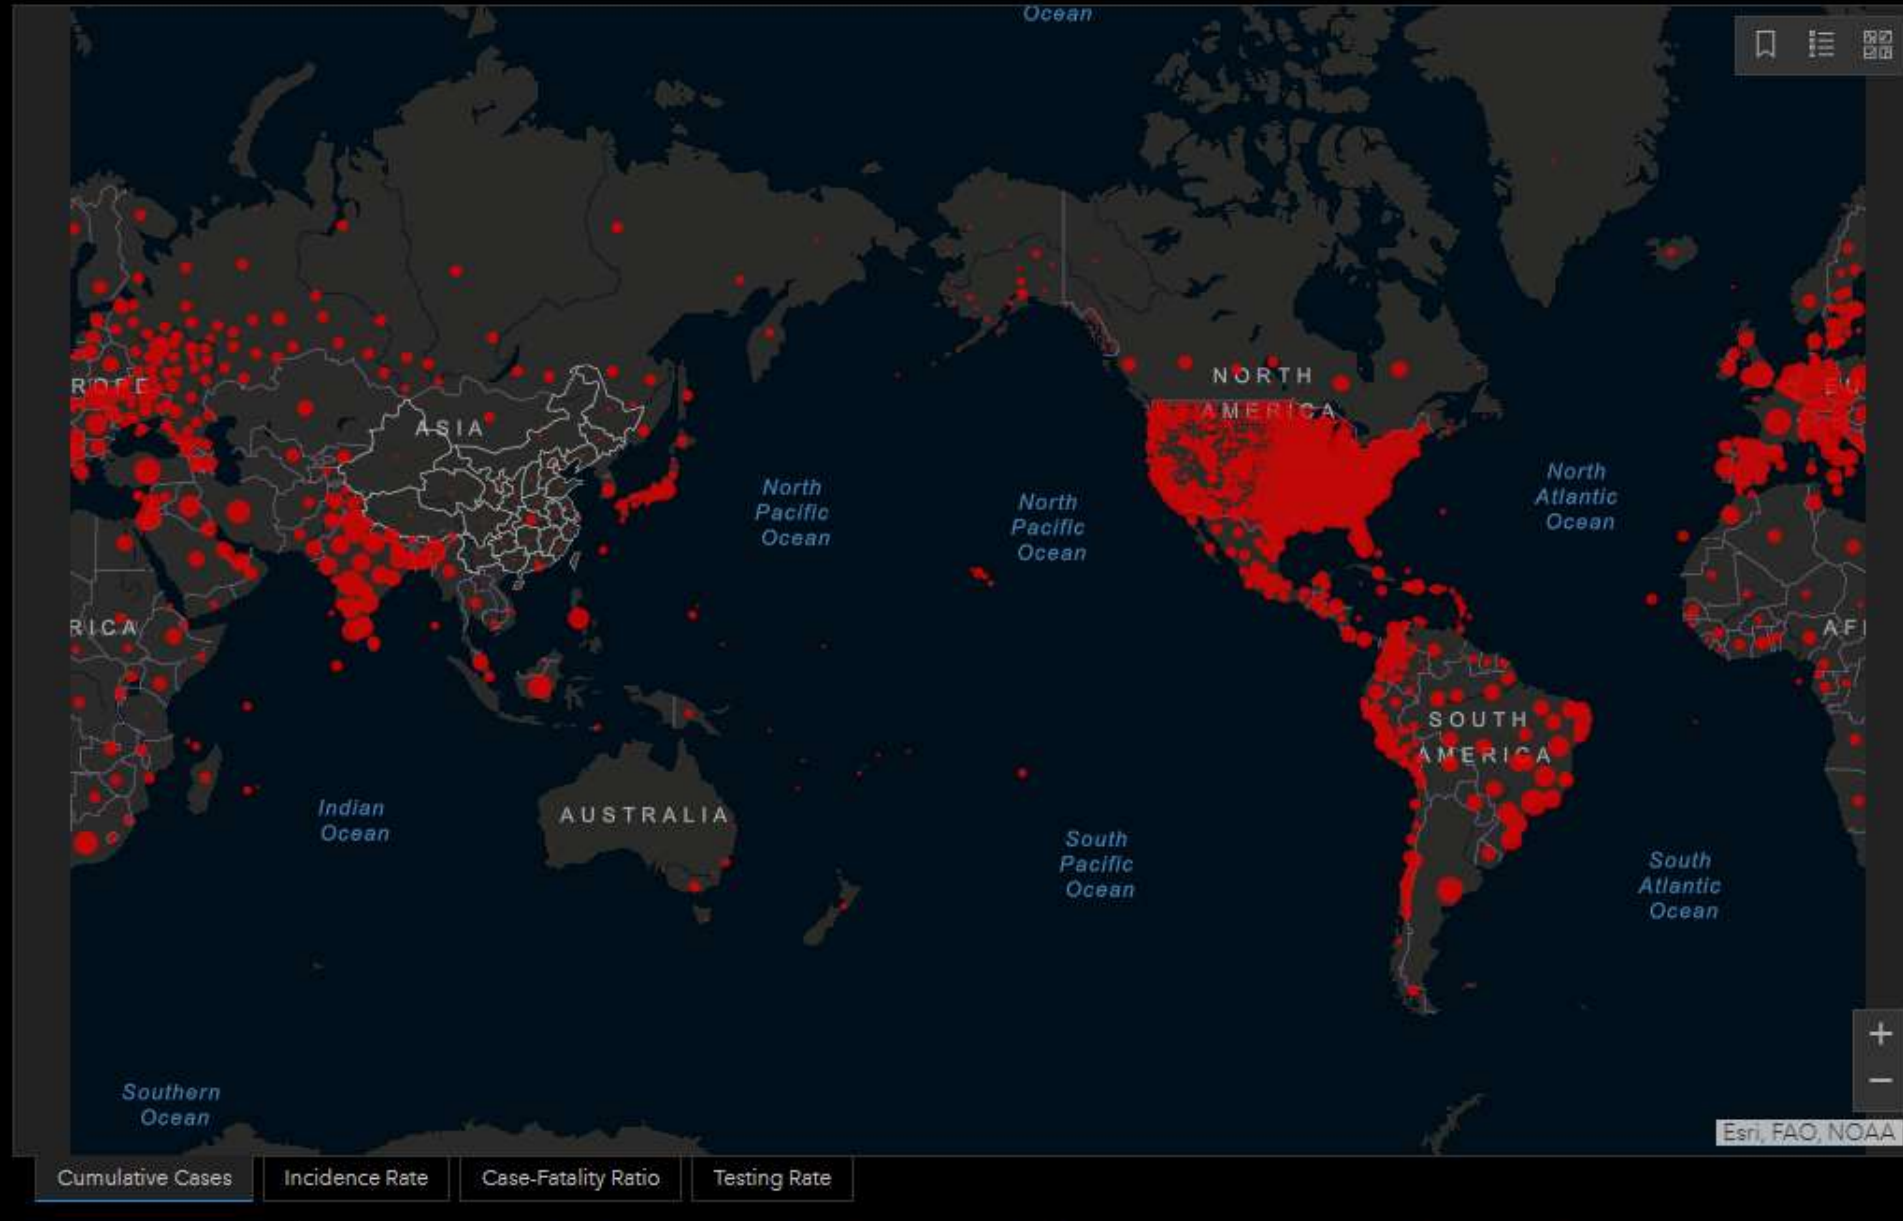 Ocean
ROPE
ASIA
NORTH
AMERICA
North
Pacific
Ocean
North
Pacific
Ocean
North
Atlantic
Ocean
EU
RICA
AFI
SOUTH
AMERICA
Indian
Ocean
AUSTRALIA
South
Pacific
Ocean
South
Atlantic
Ocean
Southern
Ocean
+
−
Esri, FAO, NOAA
Cumulative Cases
Incidence Rate
Case-Fatality Ratio
Testing Rate